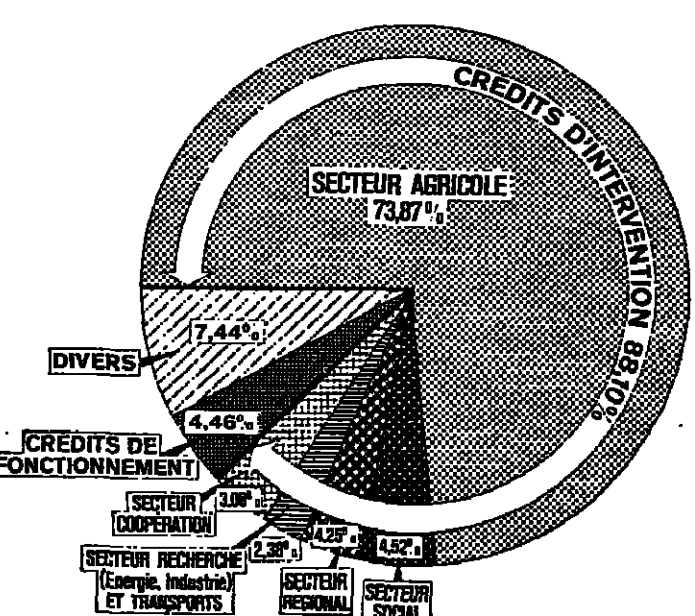 CREDITS D'INTERVENTION 88,10%
SECTEUR AGRICOLE
73,87%
7,44%
DIVERS
4,46%
CREDITS DE
FONCTIONNEMENT
SECTEUR
COOPERATION
3.08%
SECTEUR RECHERCHE
(Energie, Industrie)
ET TRANSPORTS
2,38%
4.25%
SECTEUR
REGIONAL
4,52%
SECTEUR
SOCIAL